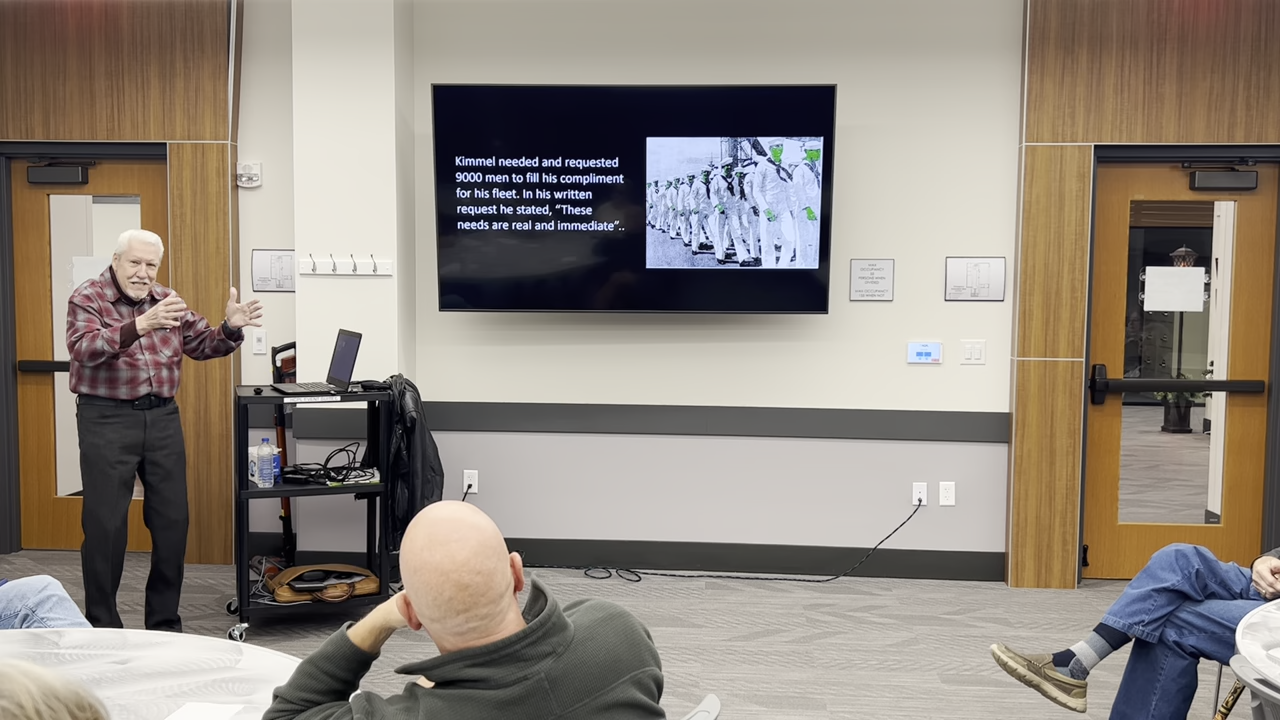 Kimmel needed and requested
9000 men to fill his compliment
for his fleet. In his written
request he stated, “These
needs are real and immediate”..